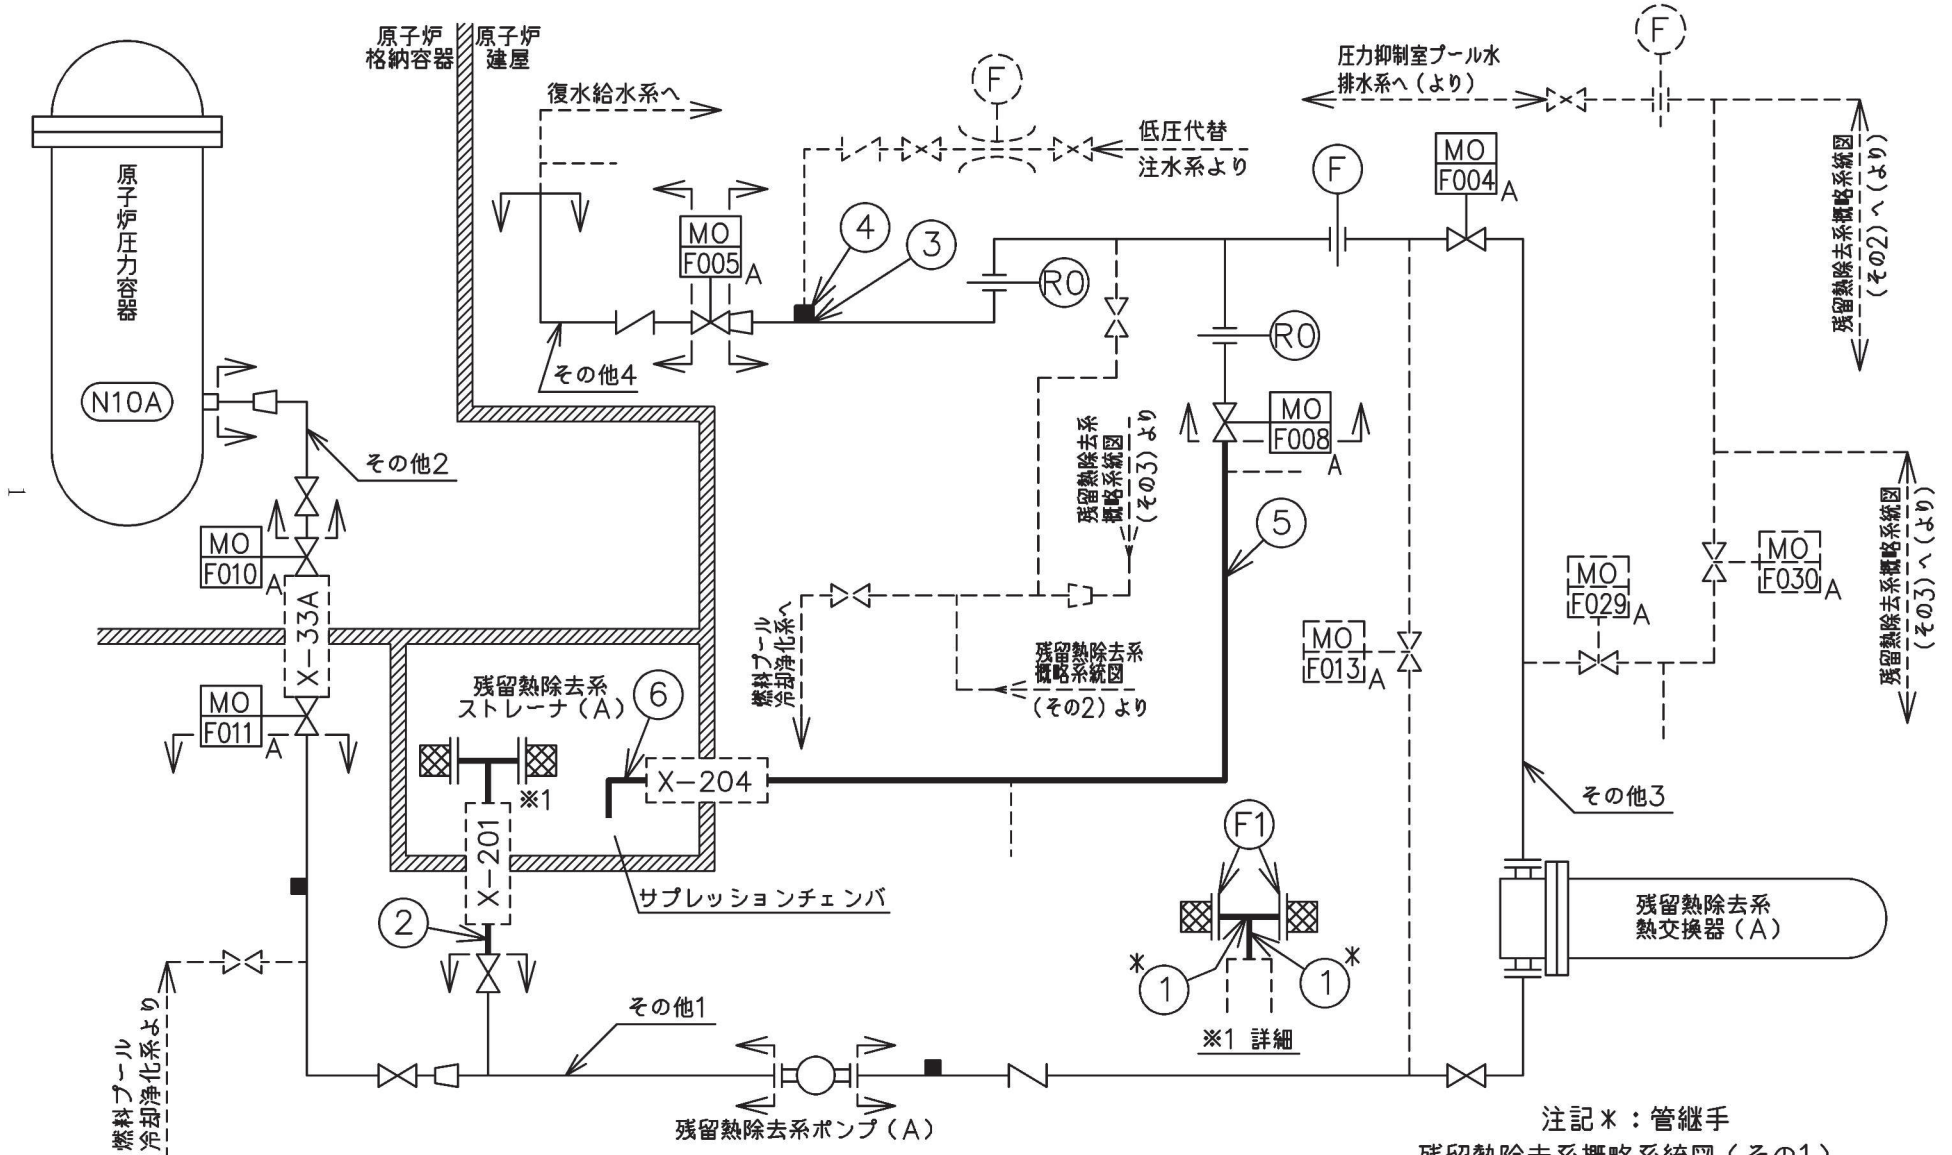 原子炉
格納容器
原子炉
建屋
復水給水系へ
F
低圧代替
注水系より
圧力抑制室プール水
排水系へ（より）
F
F
MO
F004
A
残留熱除去系概略系統図
（その2）へ（より）
原子炉圧力容器
N10A
MO
F005
A
4
3
RO
RO
その他4
その他2
MO
F008
A
残留熱除去系
概略系統図
（その3）より
5
MO
F010
A
X-33A
MO
F011
A
残留熱除去系
ストレーナ（A）
6
※1
X-201
X-204
燃料プール
冷却浄化系へ
残留熱除去系
概略系統図
（その2）より
MO
F013
A
MO
F029
A
MO
F030
A
残留熱除去系概略系統図
（その3）へ（より）
その他3
サプレッションチェンバ
2
F1
*
1
1
*
※1 詳細
残留熱除去系
熱交換器（A）
燃料プール
冷却浄化系より
その他1
残留熱除去系ポンプ（A）
注記*：管継手
残留熱除去系概略系統図（その1）
1